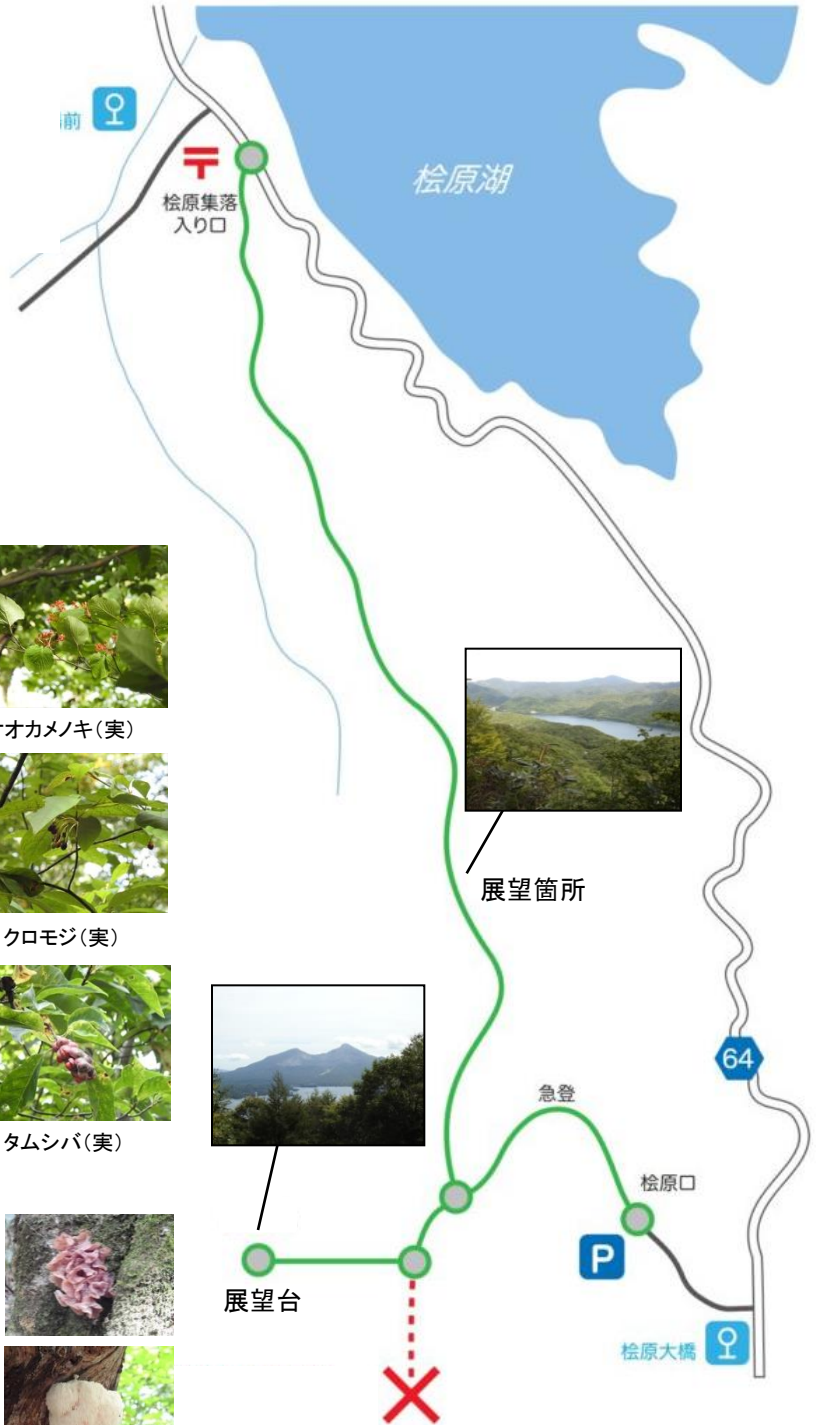 前
桧原集落
入り口
桧原湖
オオカメノキ（実）
クロモジ（実）
展望箇所
タムシバ（実）
64
急登
桧原口
P
展望台
桧原大橋